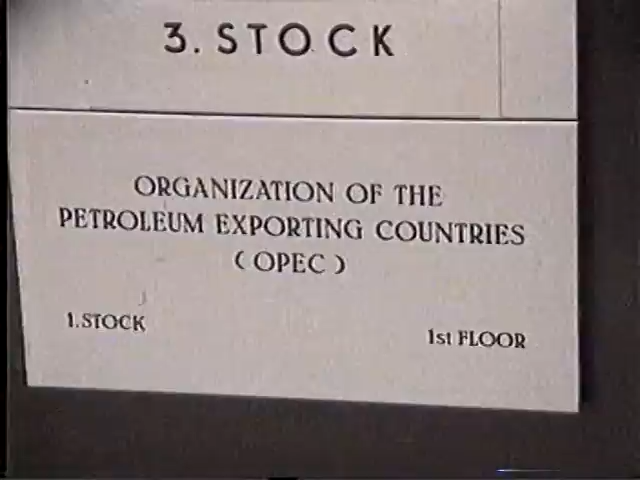 3. STOCK
ORGANIZATION OF THE
PETROLEUM EXPORTING COUNTRIES
( OPEC )
1. STOCK
1st FLOOR